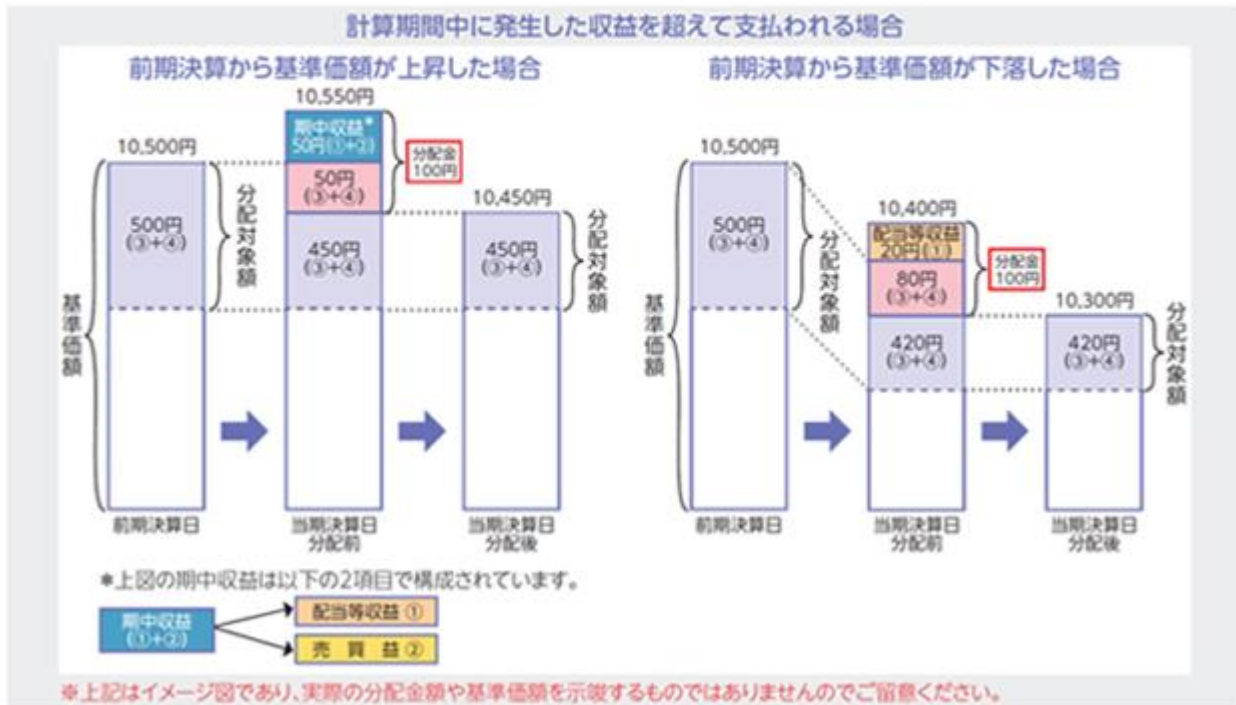 計算期間中に発生した収益を超えて支払われる場合
前期決算から基準価額が上昇した場合
10,550円
期中収益*
50円(①+②)
分配金
100円
10,500円
50円
(③+④)
10,450円
500円
(③+④)
分配対象額
450円
(③+④)
450円
(③+④)
分配対象額
基準価額
前期決算日
当期決算日
分配前
当期決算日
分配後
前期決算から基準価額が下落した場合
10,500円
10,400円
500円
(③+④)
分配対象額
配当等収益
20円(①)
分配金
100円
80円
(③+④)
10,300円
420円
(③+④)
420円
(③+④)
分配対象額
基準価額
前期決算日
当期決算日
分配前
当期決算日
分配後
*上図の期中収益は以下の2項目で構成されています。
期中収益
(①+②)
配当等収益 ①
売 買 益 ②
※上記はイメージ図であり、実際の分配金額や基準価額を示唆するものではありませんのでご留意ください。